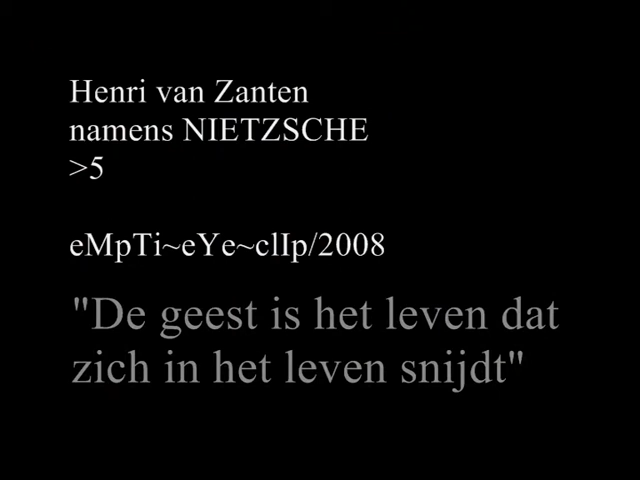 Henri van Zanten
namens NIETZSCHE
>5
eMpTi~eYe~clIp/2008
"De geest is het leven dat
zich in het leven snijdt"